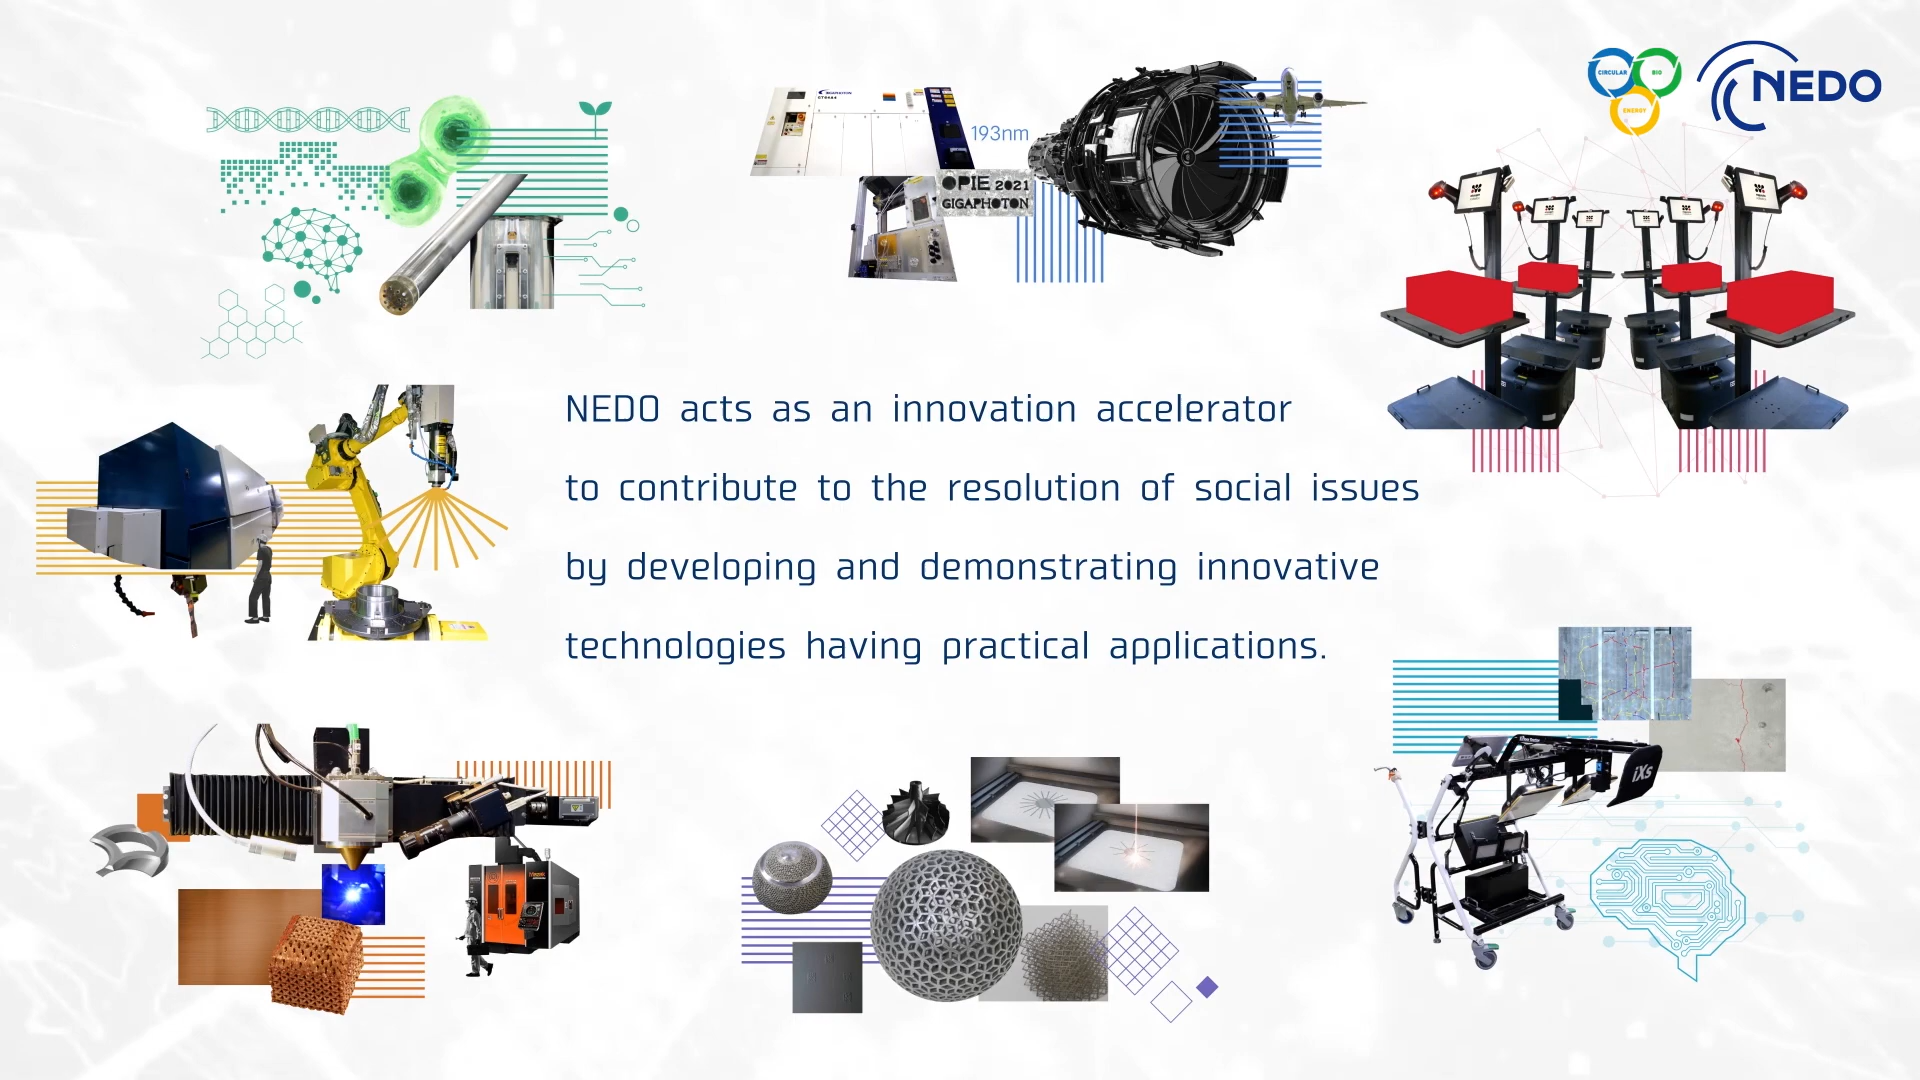 CIRCULAR
BIO
ENERGY
NEDO
GIGAPHOTON
193nm
OPIE 2021
GIGAPHOTON
NEDO acts as an innovation accelerator
to contribute to the resolution of social issues
by developing and demonstrating innovative
technologies having practical applications.
iXs